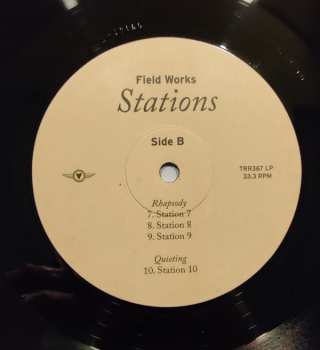 Field Works
Stations
Side B
TRR367 LP
33.3 RPM
Rhapsody
7. Station 7
8. Station 8
9. Station 9
Quieting
10. Station 10